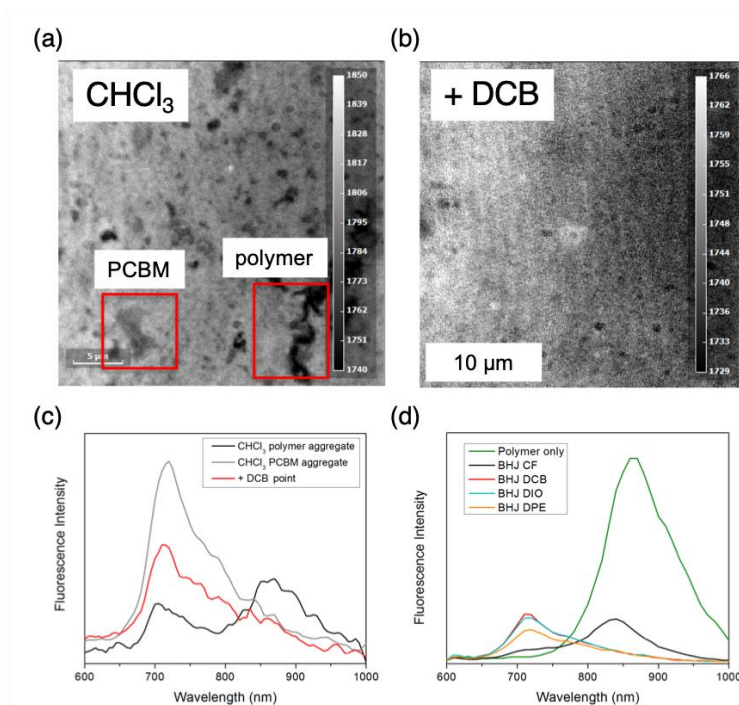 (a)
(b)
CHCl₃
+ DCB
1850
1839
1828
1817
1806
1795
1784
1773
1762
1751
1740
PCBM
polymer
5 µm
1766
1763
1759
1755
1751
1748
1744
1740
1736
1733
1729
10 µm
(c)
(d)
CHCl₃ polymer aggregate
CHCl₃ PCBM aggregate
+ DCB point
Fluorescence Intensity
600 700 800 900 1000
Wavelength (nm)
Polymer only
BHJ CF
BHJ DCB
BHJ DIO
BHJ DPE
Fluorescence Intensity
600 700 800 900 1000
Wavelength (nm)